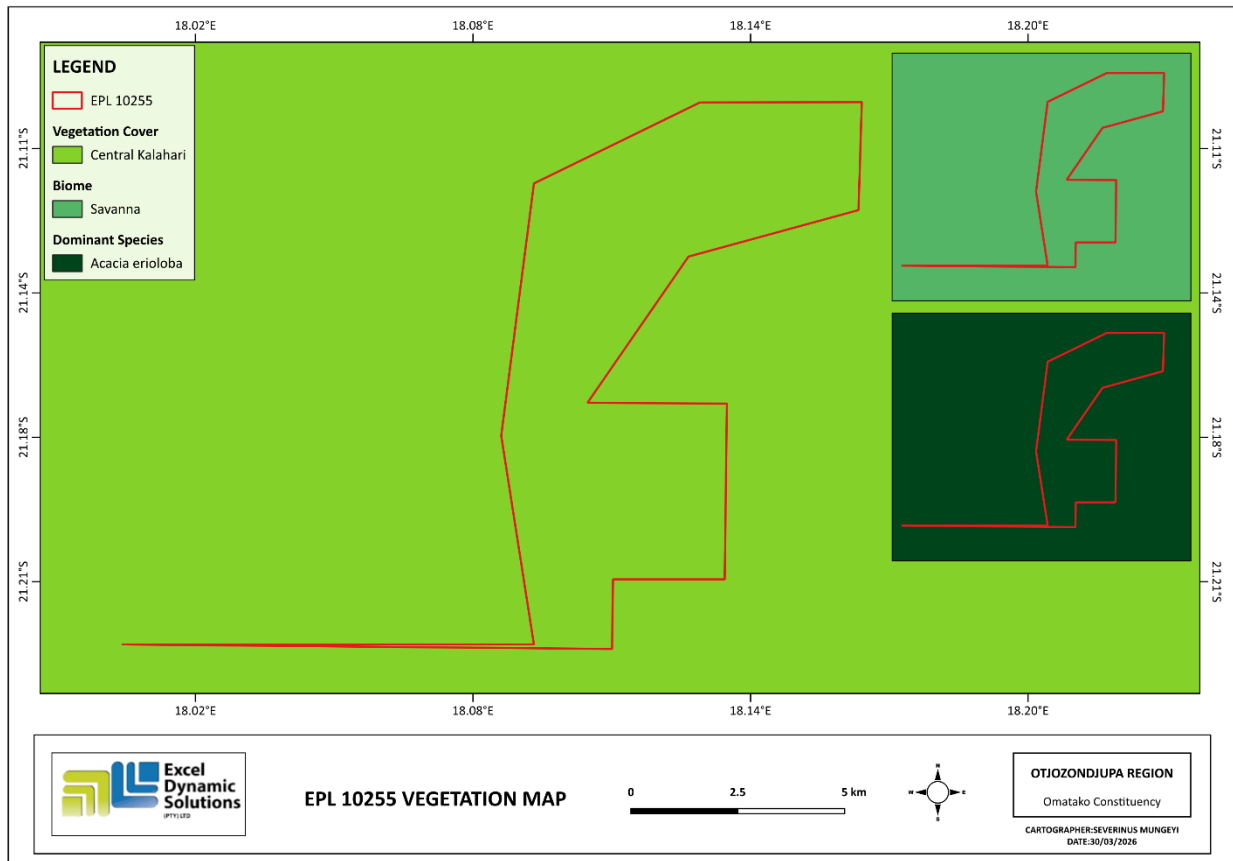 18.02°E 18.08°E 18.14°E 18.20°E
LEGEND
EPL 10255
Vegetation Cover
Central Kalahari
Biome
Savanna
Dominant Species
Acacia erioloba
21.11°S 21.11°S
21.14°S 21.14°S
21.18°S 21.18°S
21.21°S 21.21°S
18.02°E 18.08°E 18.14°E 18.20°E
Excel
Dynamic
Solutions
(PTY) LTD
EPL 10255 VEGETATION MAP
0 2.5 5 km
N
W E
S
OTJOZONDJUPA REGION
Omatako Constituency
CARTOGRAPHER:SEVERINUS MUNGEYI
DATE:30/03/2026